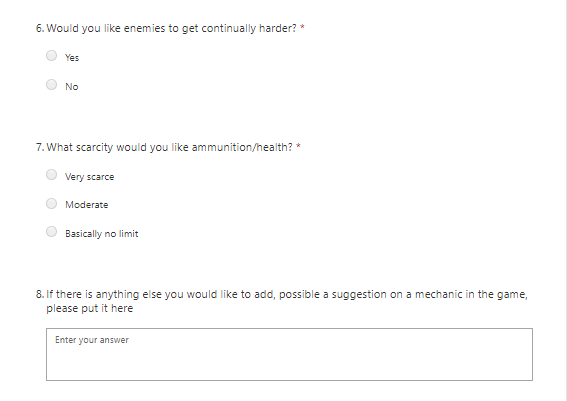 6. Would you like enemies to get continually harder? *
Yes
No
7. What scarcity would you like ammunition/health? *
Very scarce
Moderate
Basically no limit
8. If there is anything else you would like to add, possible a suggestion on a mechanic in the game,
please put it here
Enter your answer